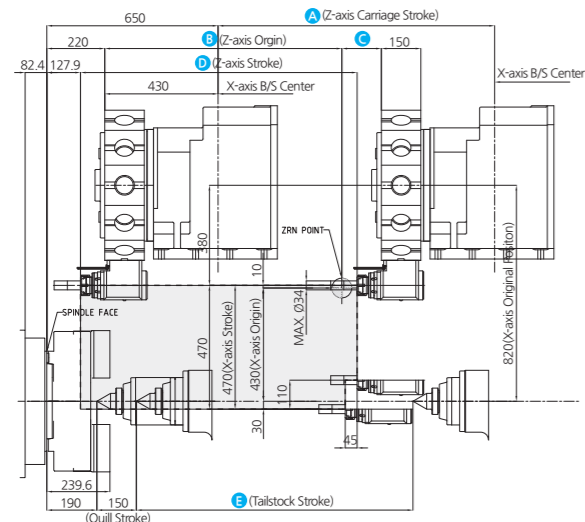 650
A (Z-axis Carriage Stroke)
220
B (Z-axis Orgin)
C
150
82.4
127.9
D (Z-axis Stroke)
X-axis B/S Center
430
X-axis B/S Center
ZRN POINT
380
10
MAX. Ø34
820(X-axis Original Positon)
SPINDLE FACE
470
470(X-axis Stroke)
430(X-axis Origin)
110
30
45
239.6
190
150
E (Tailstock Stroke)
(Quill Stroke)